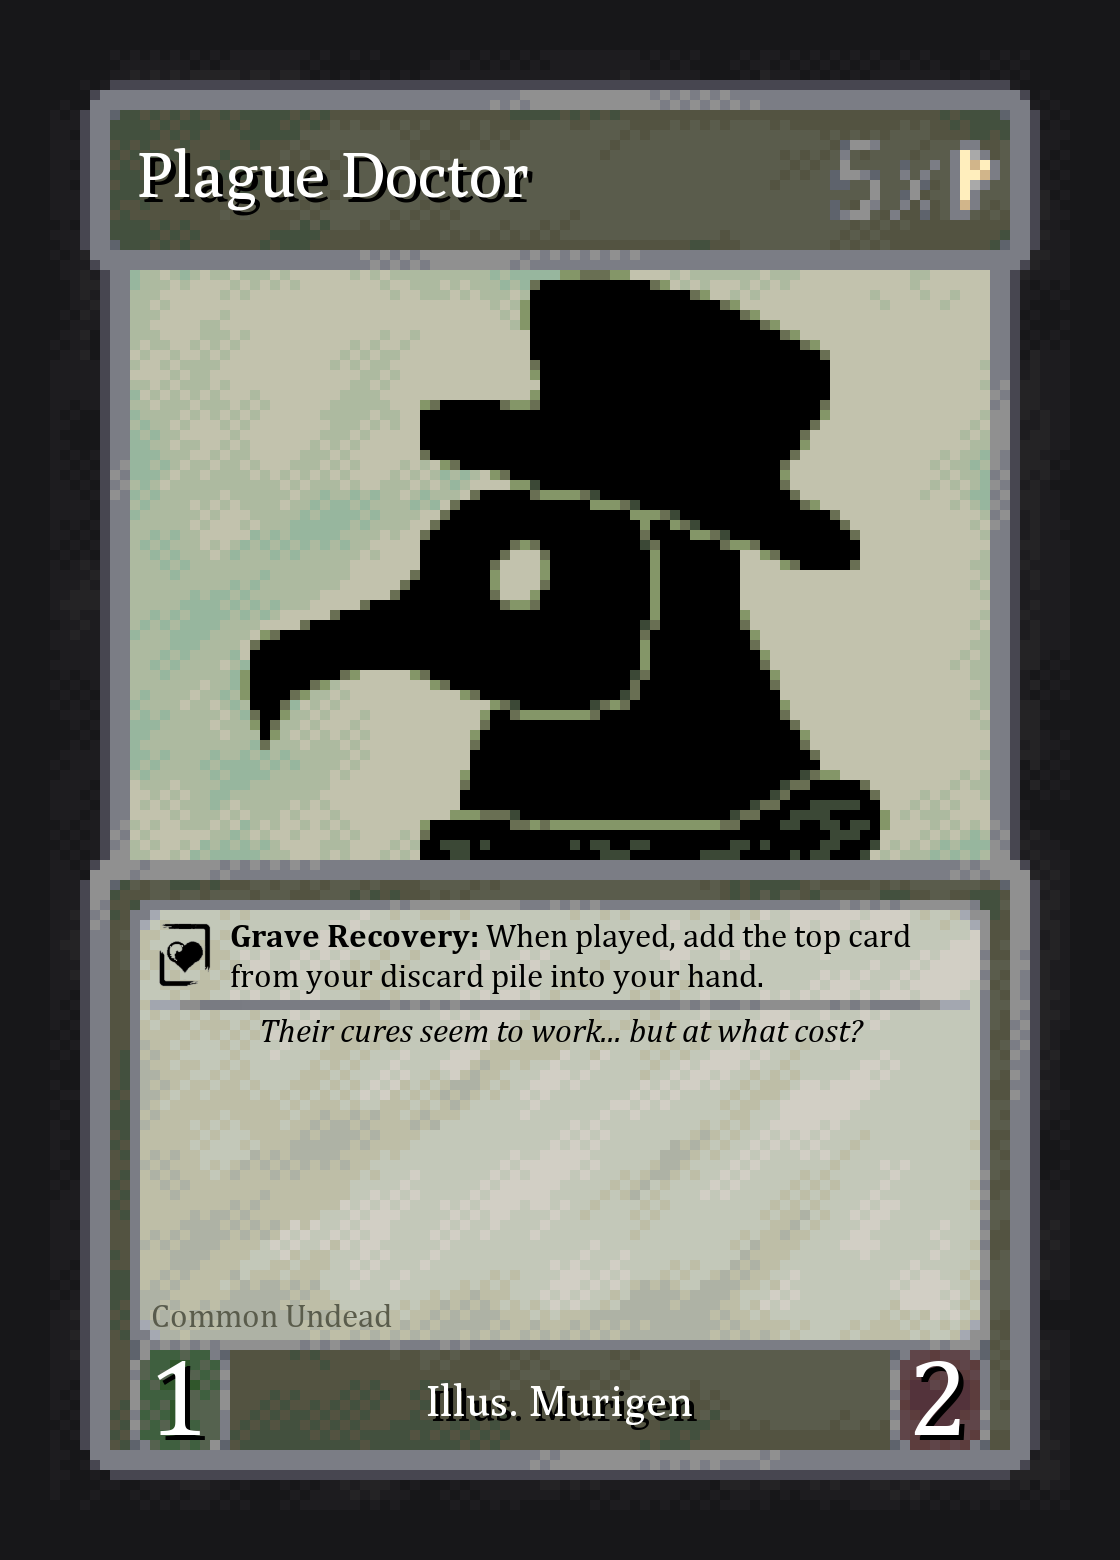 Plague Doctor
5x
Grave Recovery: When played, add the top card
from your discard pile into your hand.
Their cures seem to work... but at what cost?
Common Undead
1
Illus. Murigen
2